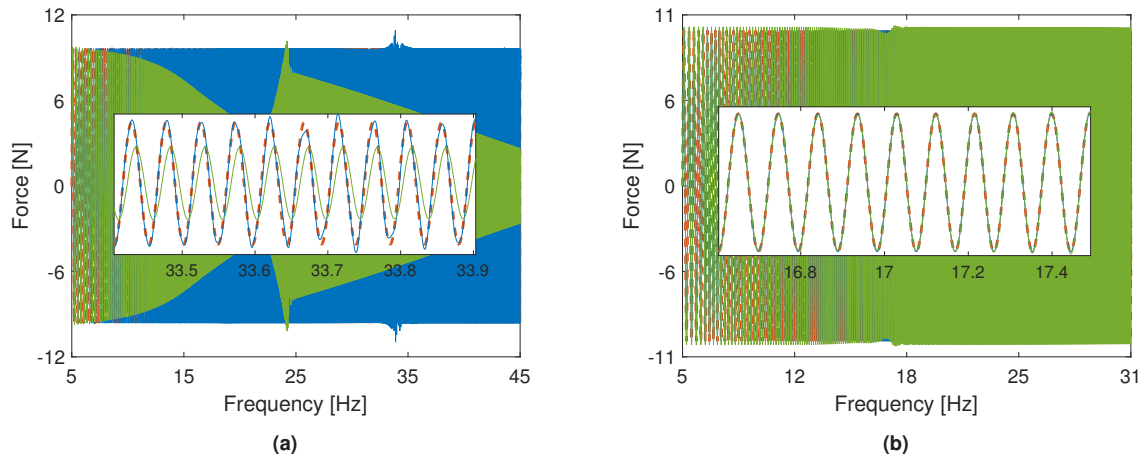 12
6
0
-6
-12
Force [N]
33.5 33.6 33.7 33.8 33.9
5 15 25 35 45
Frequency [Hz]
(a)
11
6
0
-6
-11
Force [N]
16.8 17 17.2 17.4
5 12 18 25 31
Frequency [Hz]
(b)